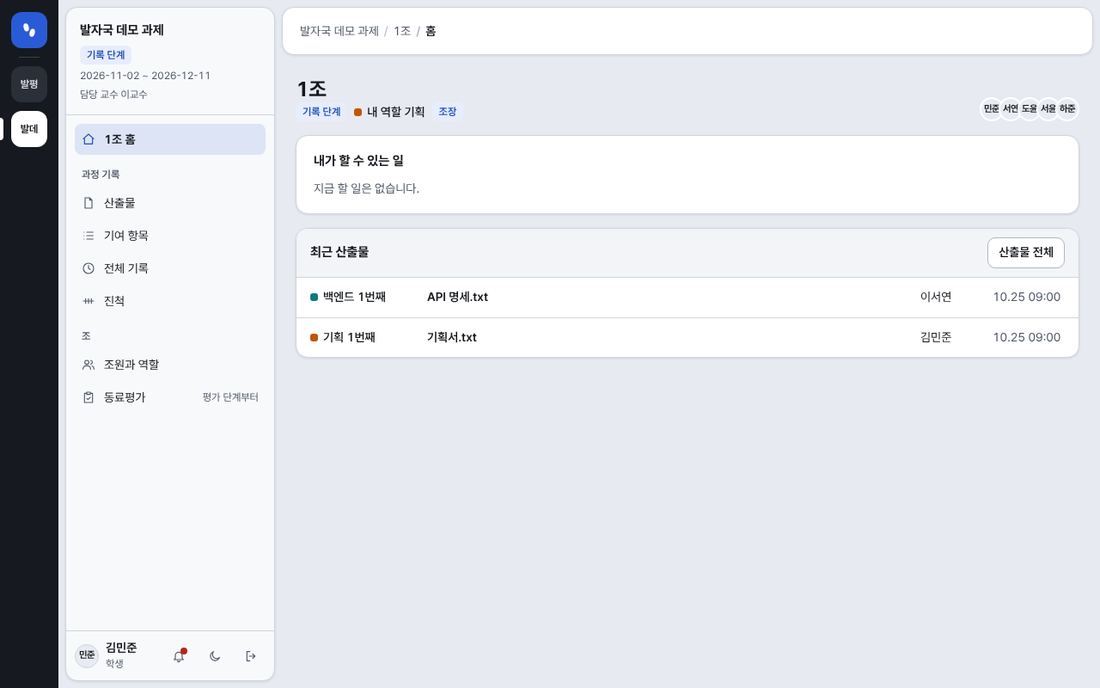 발평
발데
발자국 데모 과제
기록 단계
2026-11-02 ~ 2026-12-11
담당 교수 이교수
1조 홈
과정 기록
산출물
기여 항목
전체 기록
진척
조
조원과 역할
동료평가 평가 단계부터
민준 김민준
학생
발자국 데모 과제 / 1조 / 홈
1조
기록 단계 내 역할 기획 조장
민준 서연 도윤 서윤 하준
내가 할 수 있는 일
지금 할 일은 없습니다.
최근 산출물 산출물 전체
백엔드 1번째 API 명세.txt 이서연 10.25 09:00
기획 1번째 기획서.txt 김민준 10.25 09:00